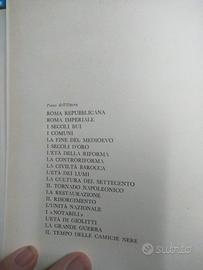 Piano dell'Opera
ROMA REPUBBLICANA
ROMA IMPERIALE
I SECOLI BUI
I COMUNI
LA FINE DEL MEDIOEVO
I SECOLI D'ORO
L'ETÀ DELLA RIFORMA
LA CONTRORIFORMA
LA CIVILTÀ BAROCCA
L'ETÀ DEI LUMI
LA CULTURA DEL SETTECENTO
IL TORNADO NAPOLEONICO
LA RESTAURAZIONE
IL RISORGIMENTO
L'UNITÀ NAZIONALE
I «NOTABILI»
L'ETÀ DI GIOLITTI
LA GRANDE GUERRA
IL TEMPO DELLE CAMICIE NERE
subito